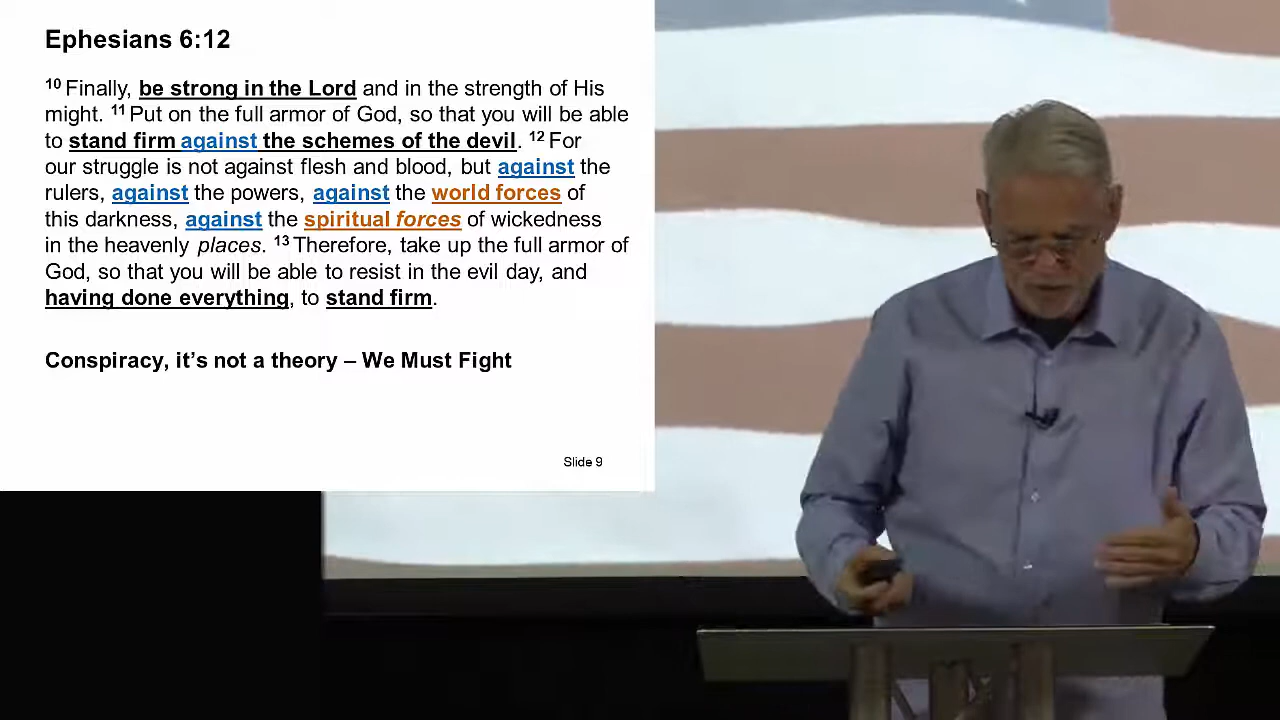 Ephesians 6:12
10 Finally, be strong in the Lord and in the strength of His
might. 11 Put on the full armor of God, so that you will be able
to stand firm against the schemes of the devil. 12 For
our struggle is not against flesh and blood, but against the
rulers, against the powers, against the world forces of
this darkness, against the spiritual forces of wickedness
in the heavenly places. 13 Therefore, take up the full armor of
God, so that you will be able to resist in the evil day, and
having done everything, to stand firm.
Conspiracy, it’s not a theory – We Must Fight
Slide 9